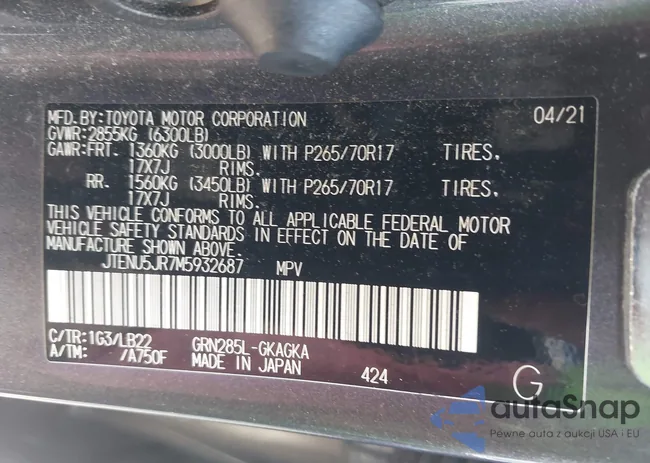 MFD.BY:TOYOTA MOTOR CORPORATION 04/21
GVWR:2855KG (6300LB)
GAWR:FRT. 1360KG (3000LB) WITH P265/70R17 TIRES.
17X7J RIMS.
RR. 1560KG (3450LB) WITH P265/70R17 TIRES.
17X7J RIMS.
THIS VEHICLE CONFORMS TO ALL APPLICABLE FEDERAL MOTOR
VEHICLE SAFETY STANDARDS IN EFFECT ON THE DATE OF
MANUFACTURE SHOWN ABOVE.
JTENU5JR7M5932687 MPV
C/TR:1G3/LB22 GRN285L-GKAGKA
A/TM: /A750F MADE IN JAPAN 424 G
autaSnap
Pewne auta z aukcji USA i EU